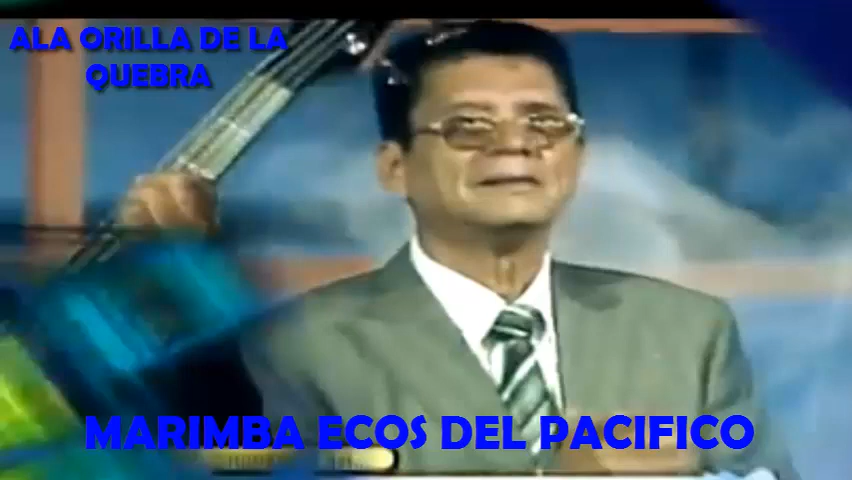 ALA ORILLA DE LA
QUEBRA
MARIMBA ECOS DEL PACIFICO